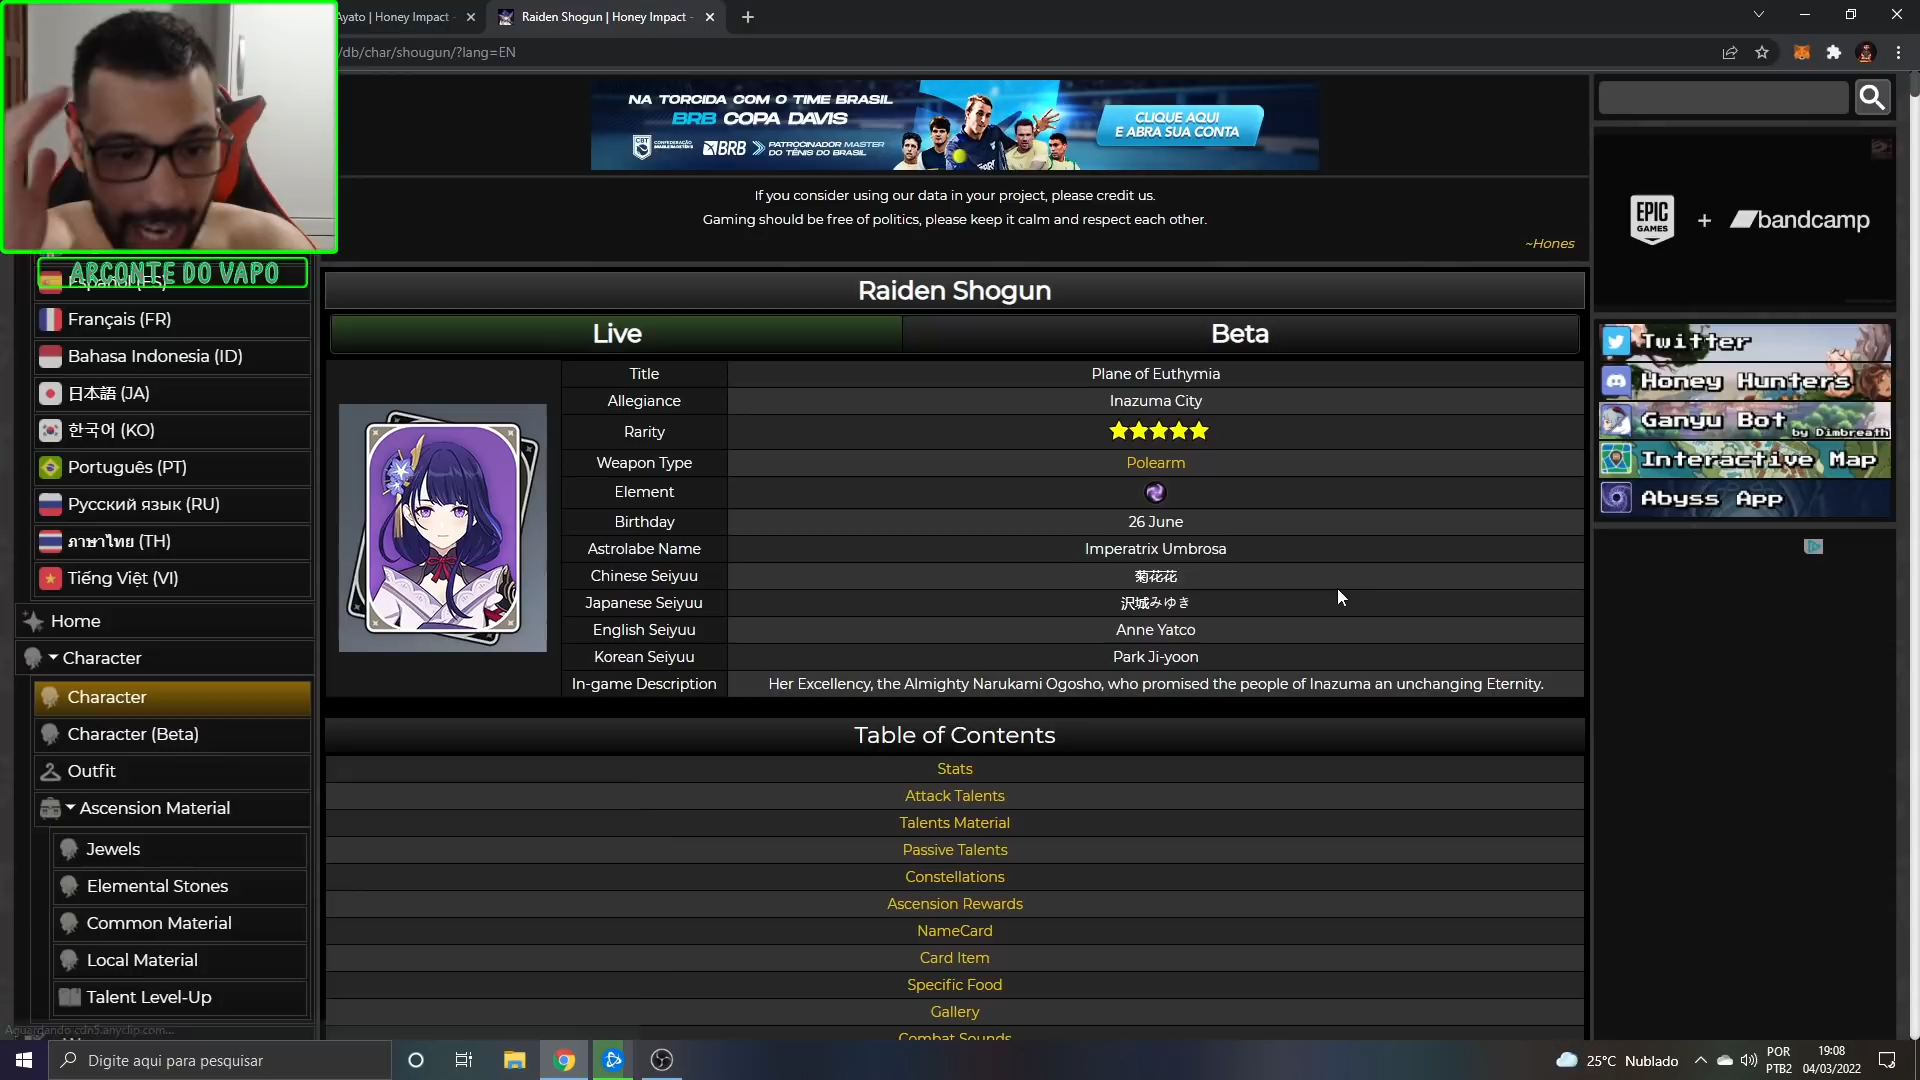 Ayato | Honey Impact -
Raiden Shogun | Honey Impact -
/db/char/shougun/?lang=EN
NA TORCIDA COM O TIME BRASIL
BRB COPA DAVIS
BRB
PATROCINADOR MASTER
DO TÊNIS DO BRASIL
CLIQUE AQUI
E ABRA SUA CONTA
If you consider using our data in your project, please credit us.
Gaming should be free of politics, please keep it calm and respect each other.
~Hones
EPIC
GAMES
+
bandcamp
ARCONTE DO VAPO
Español (ES)
Français (FR)
Bahasa Indonesia (ID)
日本語 (JA)
한국어 (KO)
Português (PT)
Русский язык (RU)
ภาษาไทย (TH)
Tiếng Việt (VI)
Home
Character
Character
Character (Beta)
Outfit
Ascension Material
Jewels
Elemental Stones
Common Material
Local Material
Talent Level-Up
Aguardando cdn5.anyclip.com...
Raiden Shogun
Live
Beta
Title
Plane of Euthymia
Allegiance
Inazuma City
Rarity
Weapon Type
Polearm
Element
Birthday
26 June
Astrolabe Name
Imperatrix Umbrosa
Chinese Seiyuu
菊花花
Japanese Seiyuu
沢城みゆき
English Seiyuu
Anne Yatco
Korean Seiyuu
Park Ji-yoon
In-game Description
Her Excellency, the Almighty Narukami Ogosho, who promised the people of Inazuma an unchanging Eternity.
Table of Contents
Stats
Attack Talents
Talents Material
Passive Talents
Constellations
Ascension Rewards
NameCard
Card Item
Specific Food
Gallery
Combat Sounds
Twitter
Honey Hunters
Ganyu Bot
by Dimbreath
Interactive Map
Abyss App
Digite aqui para pesquisar
25°C Nublado
POR
PTB2
19:08
04/03/2022